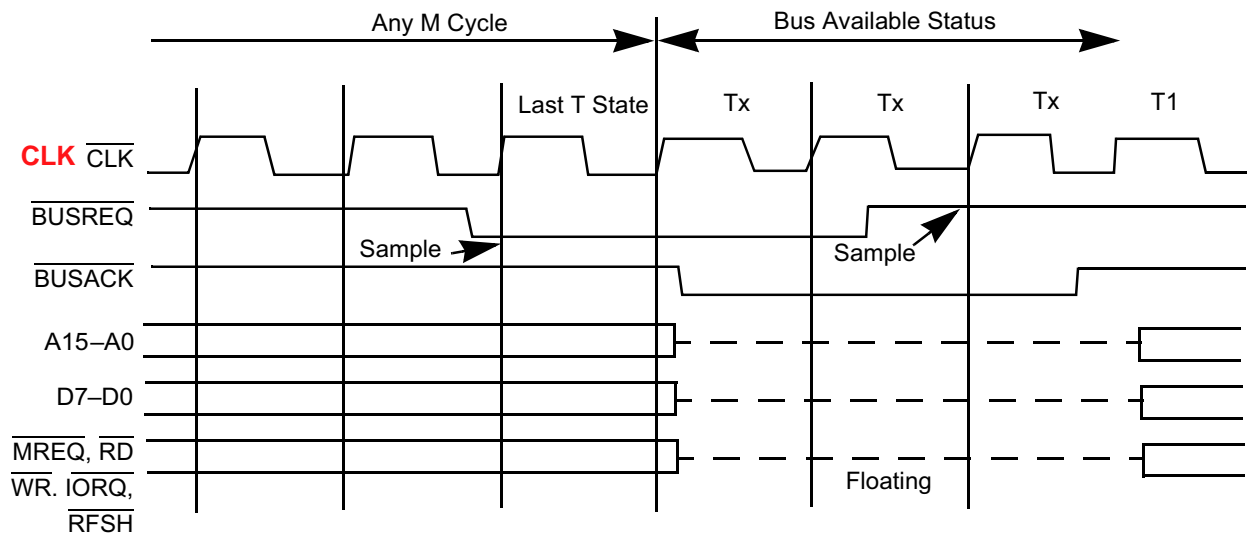 Any M Cycle
Bus Available Status
Last T State
Tx
Tx
Tx
T1
CLK CLK
BUSREQ
Sample
Sample
BUSACK
A15–A0
D7–D0
MREQ, RD
WR. IORQ,
RFSH
Floating